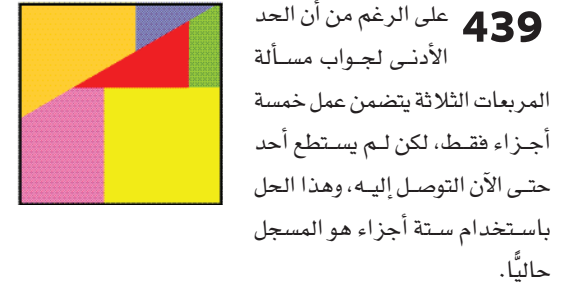 439 على الرغم من أن الحد
الأدنى لجواب مسألة
المربعات الثلاثة يتضمن عمل خمسة
أجزاء فقط، لكن لم يستطع أحد
حتى الآن التوصل إليه، وهذا الحل
باستخدام ستة أجزاء هو المسجل
حاليًّا.